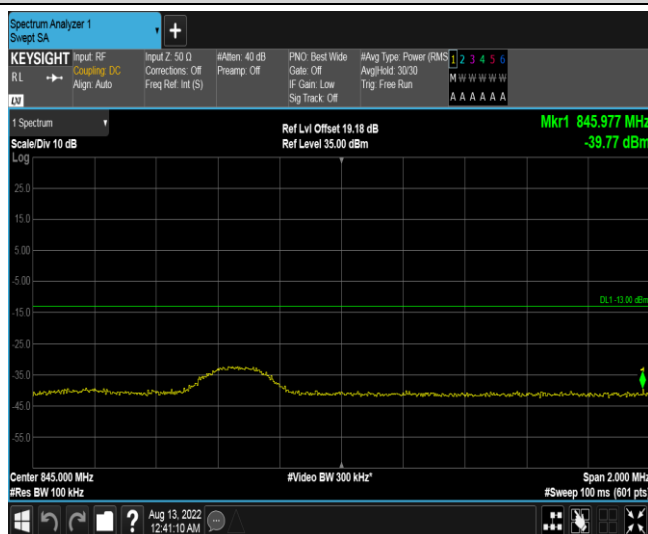 Spectrum Analyzer 1
Swept SA
+
KEYSIGHT
RL
Input: RF
Coupling: DC
Align: Auto
Input Z: 50 Ω
Corrections: Off
Freq Ref: Int (S)
#Atten: 40 dB
Preamp: Off
PNO: Best Wide
Gate: Off
IF Gain: Low
Sig Track: Off
#Avg Type: Power (RMS
Avg|Hold: 30/30
Trig: Free Run
1 2 3 4 5 6
M W W W W W
A A A A A A
LXI
1 Spectrum
Scale/Div 10 dB
Log
Ref Lvl Offset 19.18 dB
Ref Level 35.00 dBm
Mkr1 845.977 MHz
-39.77 dBm
25.0
15.0
5.00
-5.00
DL1 -13.00 dBm
-15.0
-25.0
-35.0
1
-45.0
-55.0
Center 845.000 MHz
#Res BW 100 kHz
#Video BW 300 kHz*
Span 2.000 MHz
#Sweep 100 ms (601 pts)
?
Aug 13, 2022
12:41:10 AM